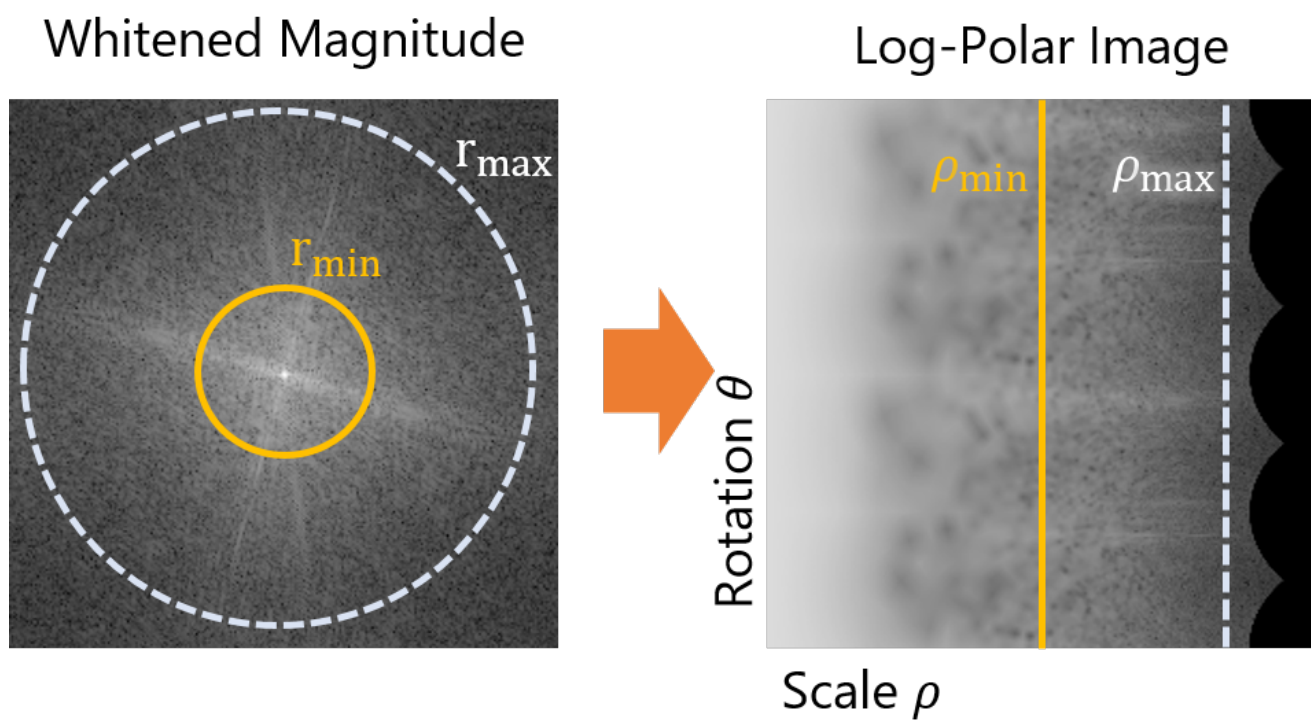 Whitened Magnitude
Log-Polar Image
r_max
r_min
ρ_min
ρ_max
Rotation θ
Scale ρ